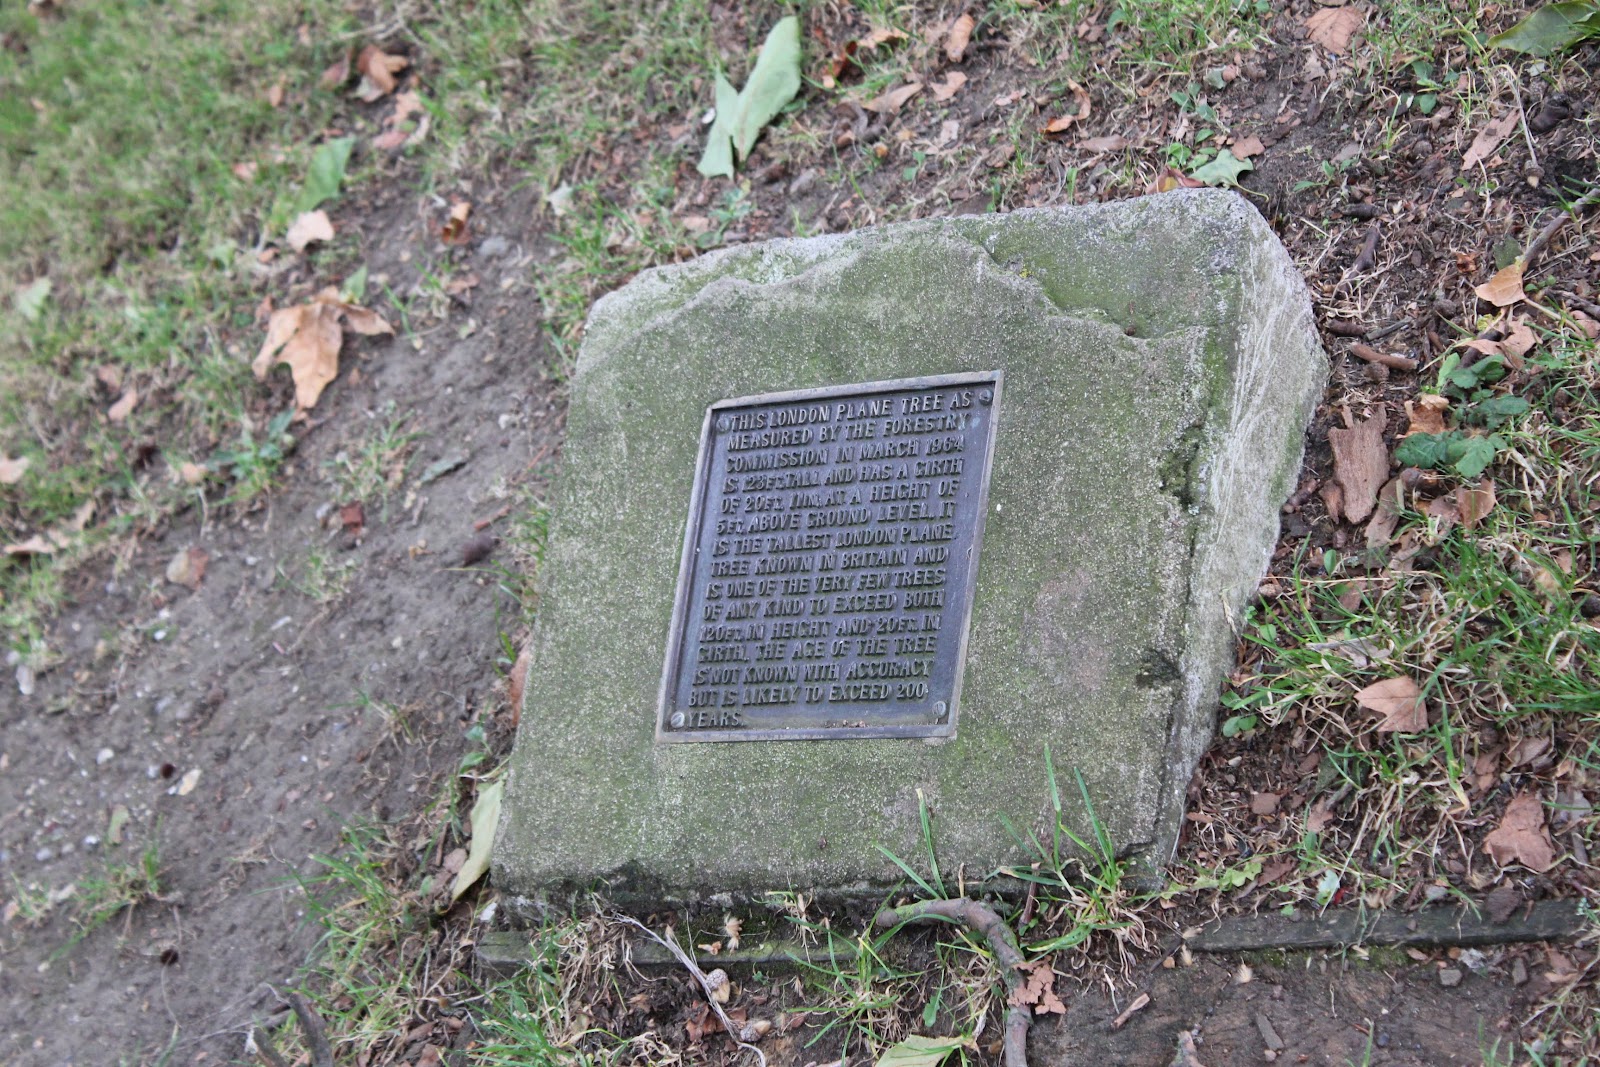 THIS LONDON PLANE TREE AS
MEASURED BY THE FORESTRY
COMMISSION IN MARCH 1964
IS 123FT. TALL AND HAS A GIRTH
OF 20FT. 1IN. AT A HEIGHT OF
5FT. ABOVE GROUND LEVEL. IT
IS THE TALLEST LONDON PLANE
TREE KNOWN IN BRITAIN AND
IS ONE OF THE VERY FEW TREES
OF ANY KIND TO EXCEED BOTH
120FT. IN HEIGHT AND 20FT. IN
GIRTH. THE AGE OF THE TREE
IS NOT KNOWN WITH ACCURACY
BUT IS LIKELY TO EXCEED 200
YEARS.